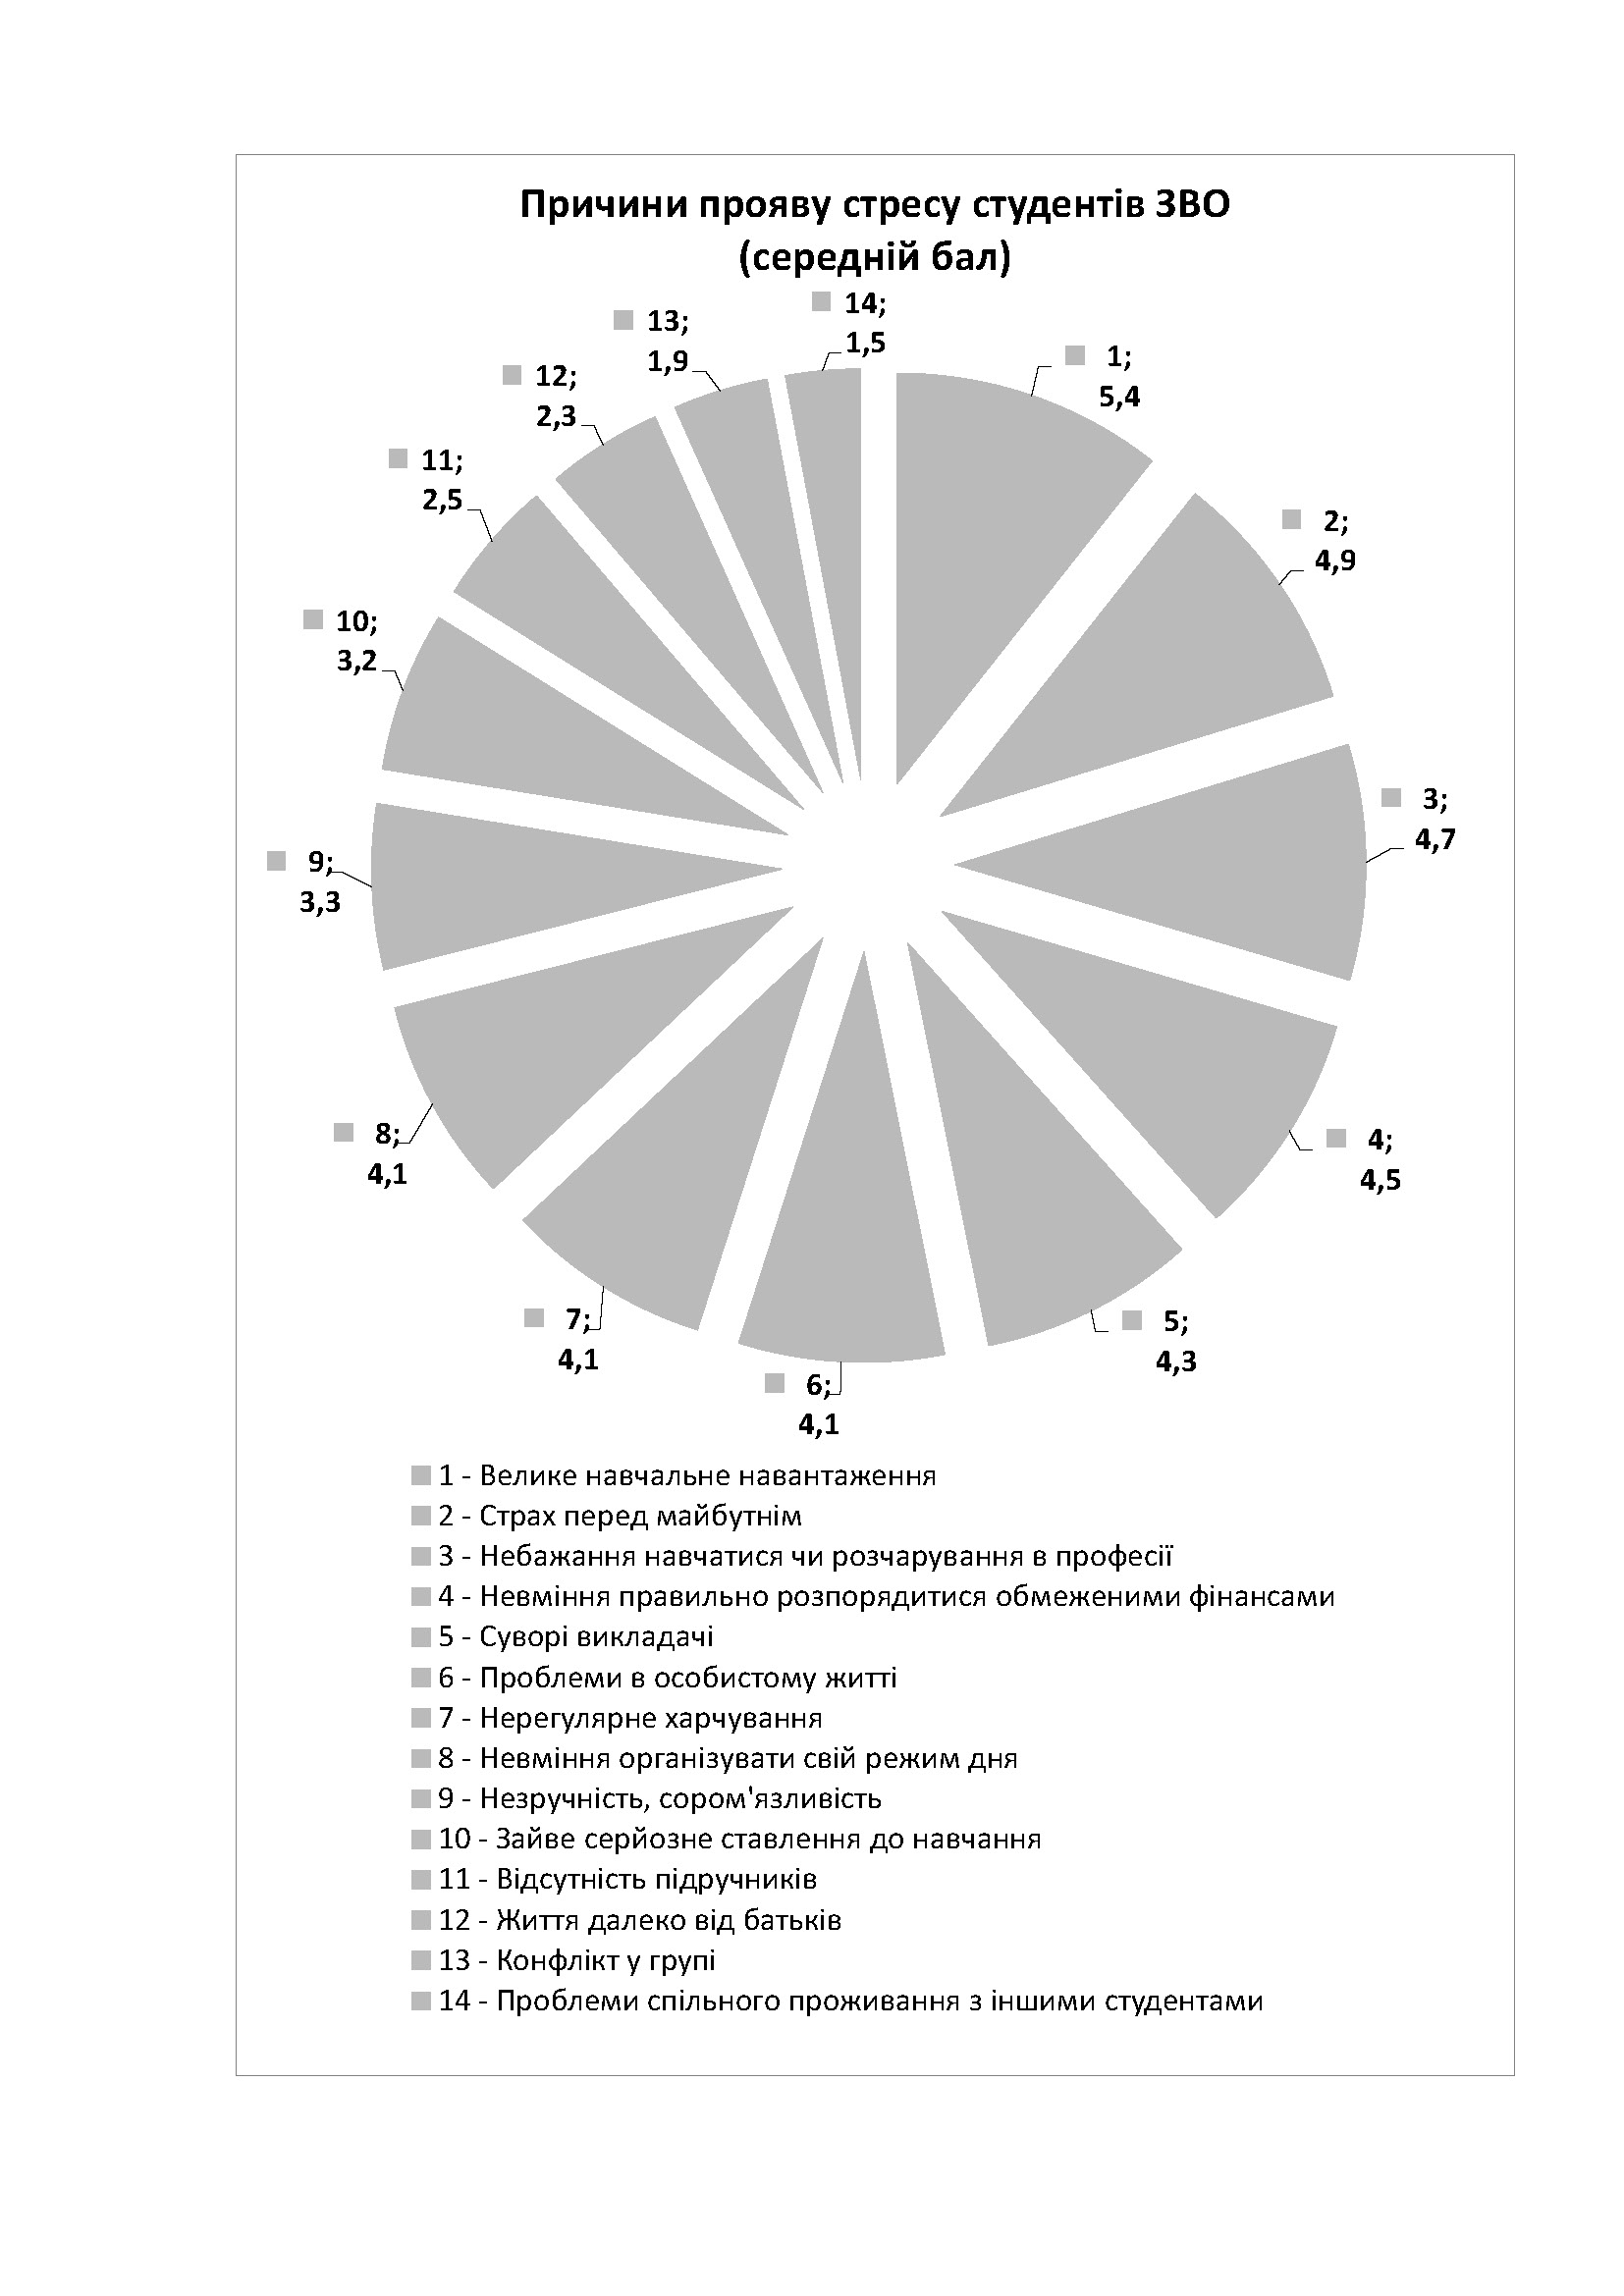 Причини прояву стресу студентів ЗВО
(середній бал)
14;
1,5
13;
1,9
12;
2,3
11;
2,5
10;
3,2
9;
3,3
8;
4,1
7;
4,1
6;
4,1
5;
4,3
4;
4,5
3;
4,7
2;
4,9
1;
5,4
1 - Велике навчальне навантаження
2 - Страх перед майбутнім
3 - Небажання навчатися чи розчарування в професії
4 - Невміння правильно розпорядитися обмеженими фінансами
5 - Суворі викладачі
6 - Проблеми в особистому житті
7 - Нерегулярне харчування
8 - Невміння організувати свій режим дня
9 - Незручність, сором'язливість
10 - Зайве серйозне ставлення до навчання
11 - Відсутність підручників
12 - Життя далеко від батьків
13 - Конфлікт у групі
14 - Проблеми спільного проживання з іншими студентами